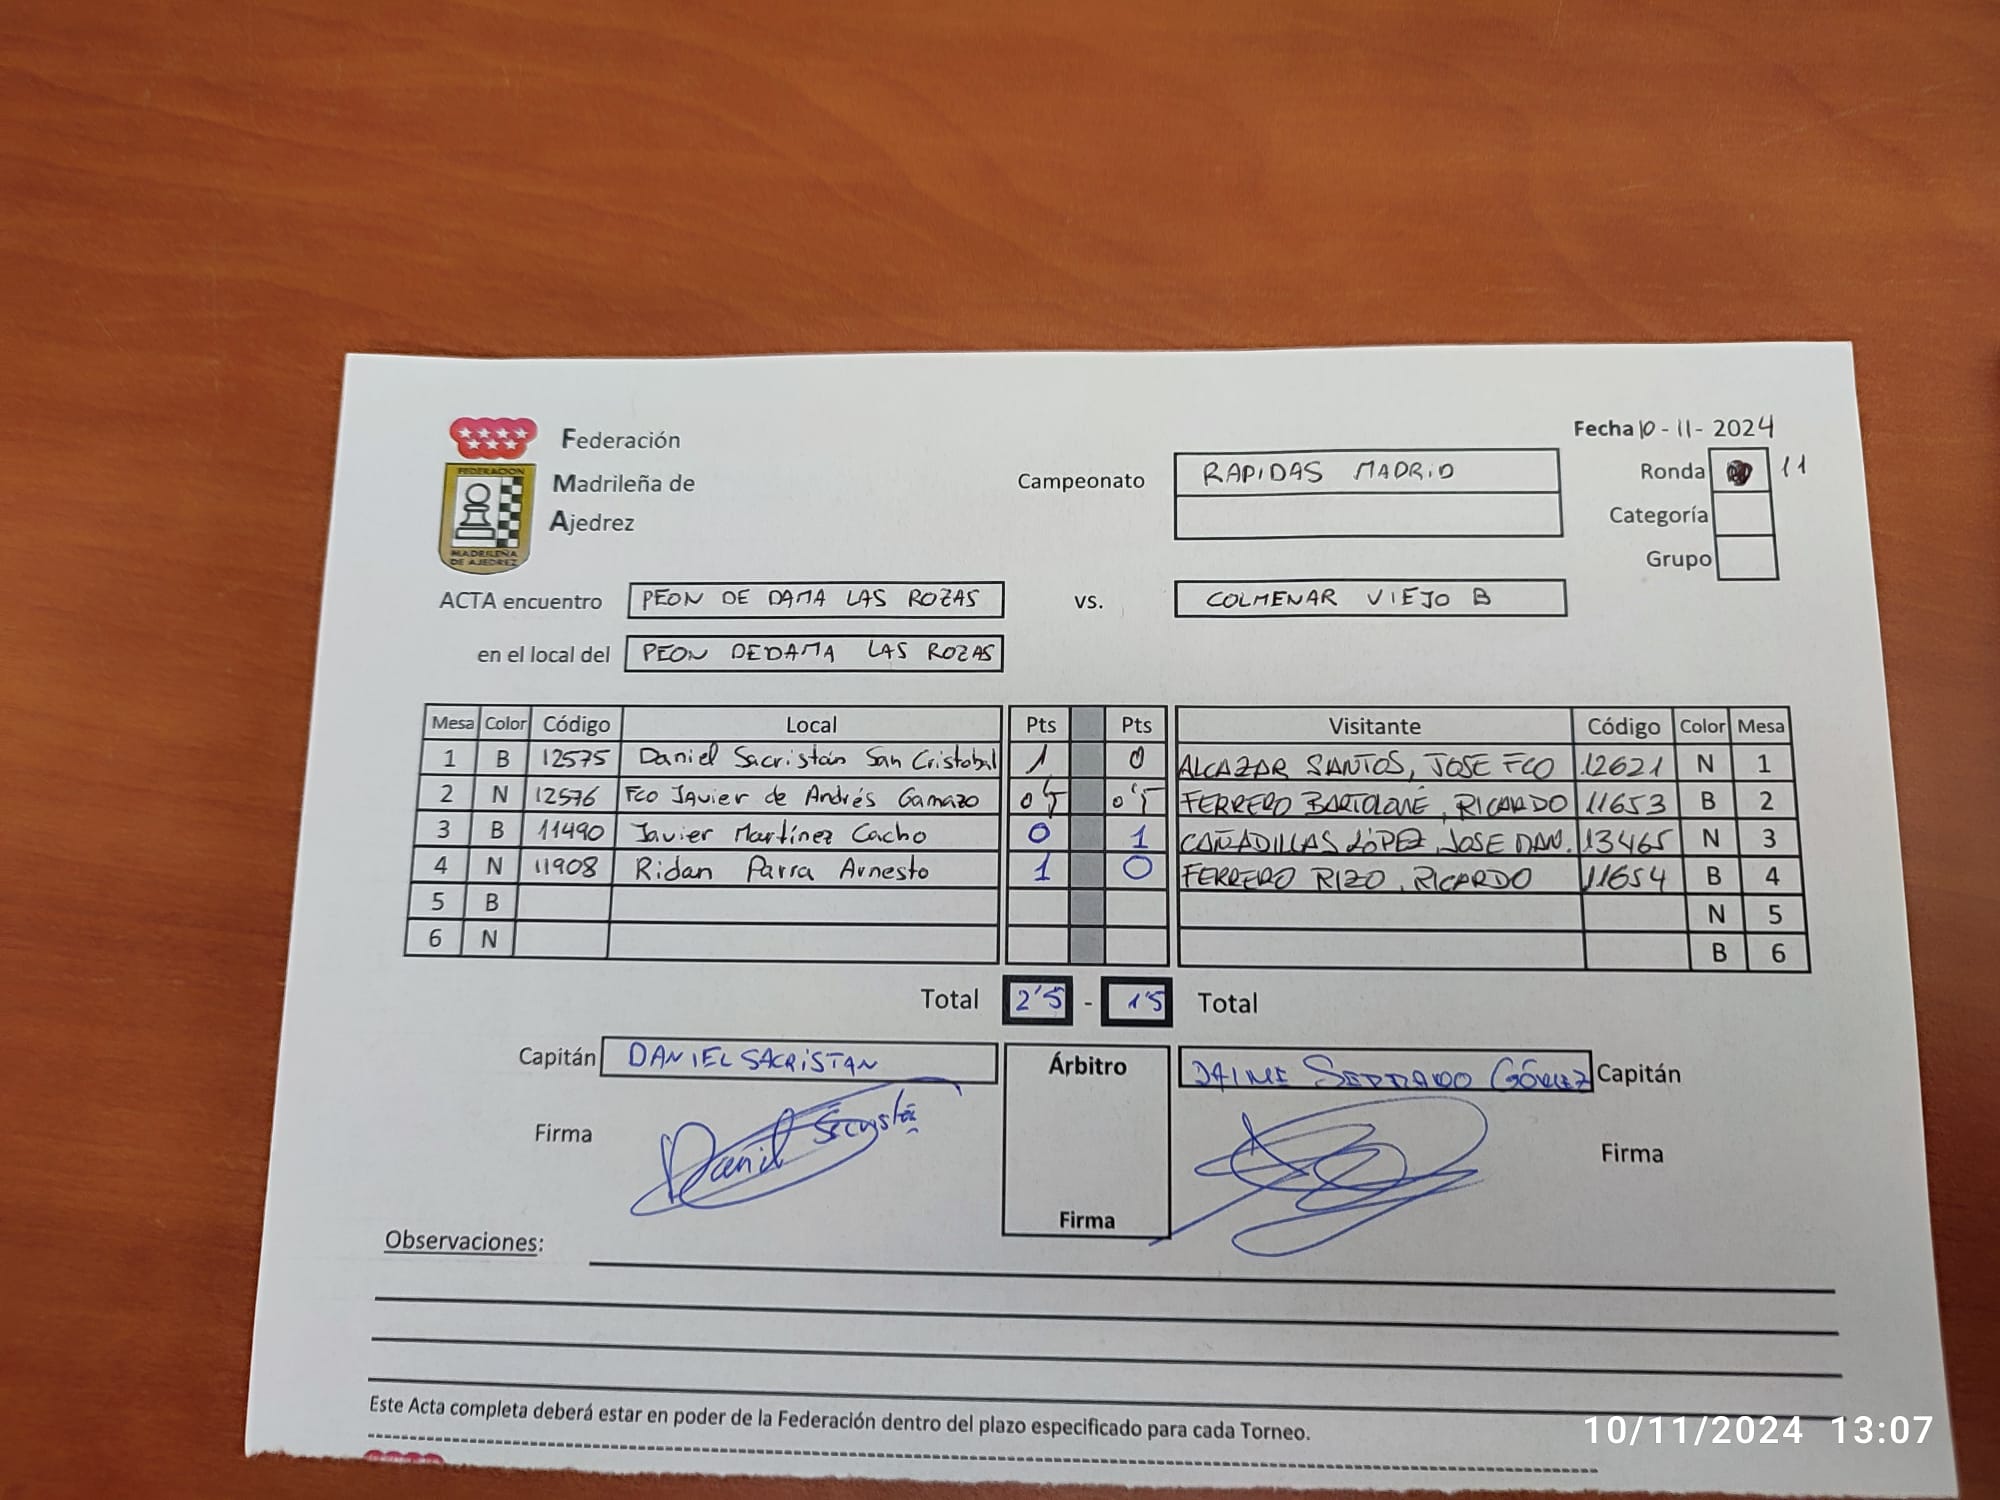 Federación
Madrileña de
Ajedrez
FEDERACION
MADRILEÑA
DE AJEDREZ
Fecha 10-11-2024
Campeonato RAPIDAS MADRID
Ronda 11
Categoría
Grupo
ACTA encuentro PEON DE DAMA LAS ROZAS vs. COLMENAR VIEJO B
en el local del PEON DE DAMA LAS ROZAS
Mesa Color Código Local Pts Pts Visitante Código Color Mesa
1 B 12575 Daniel Sacristán San Cristobal 1 0 ALCAZAR SANTOS, JOSE FCO 12621 N 1
2 N 12576 Fco Javier de Andrés Gamazo 0'5 0'5 FERRERO BARTOLOMÉ, RICARDO 11653 B 2
3 B 11490 Javier Martínez Cacho 0 1 CAÑADILLAS LÓPEZ, JOSE MAN. 13465 N 3
4 N 11908 Ridan Parra Arnesto 1 0 FERRERO RIZO, RICARDO 11654 B 4
5 B N 5
6 N B 6
Total 2'5 - 1'5 Total
Capitán DANIEL SACRISTAN Árbitro JAIME SERRANO GÓMEZ Capitán
Firma Daniel Sacristán Firma
Firma
Observaciones:
Este Acta completa deberá estar en poder de la Federación dentro del plazo especificado para cada Torneo.
10/11/2024 13:07